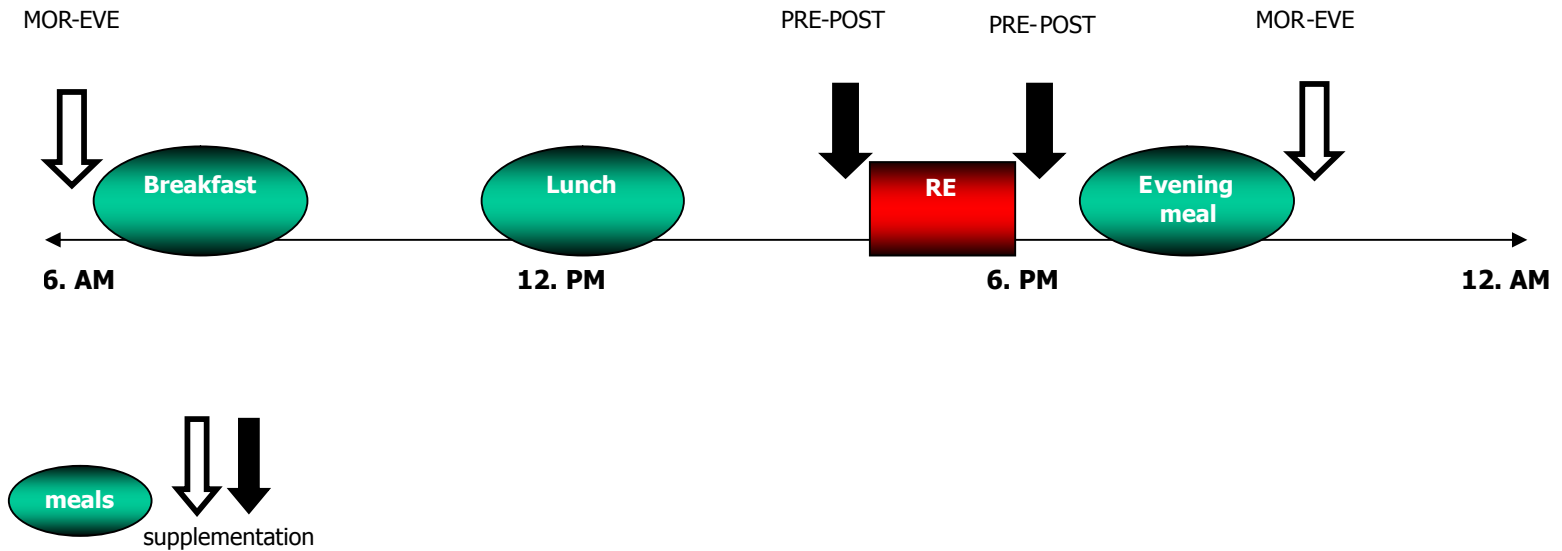 MOR-EVE
PRE-POST
PRE-POST
MOR-EVE
Breakfast
Lunch
RE
Evening
meal
6. AM
12. PM
6. PM
12. AM
meals
supplementation